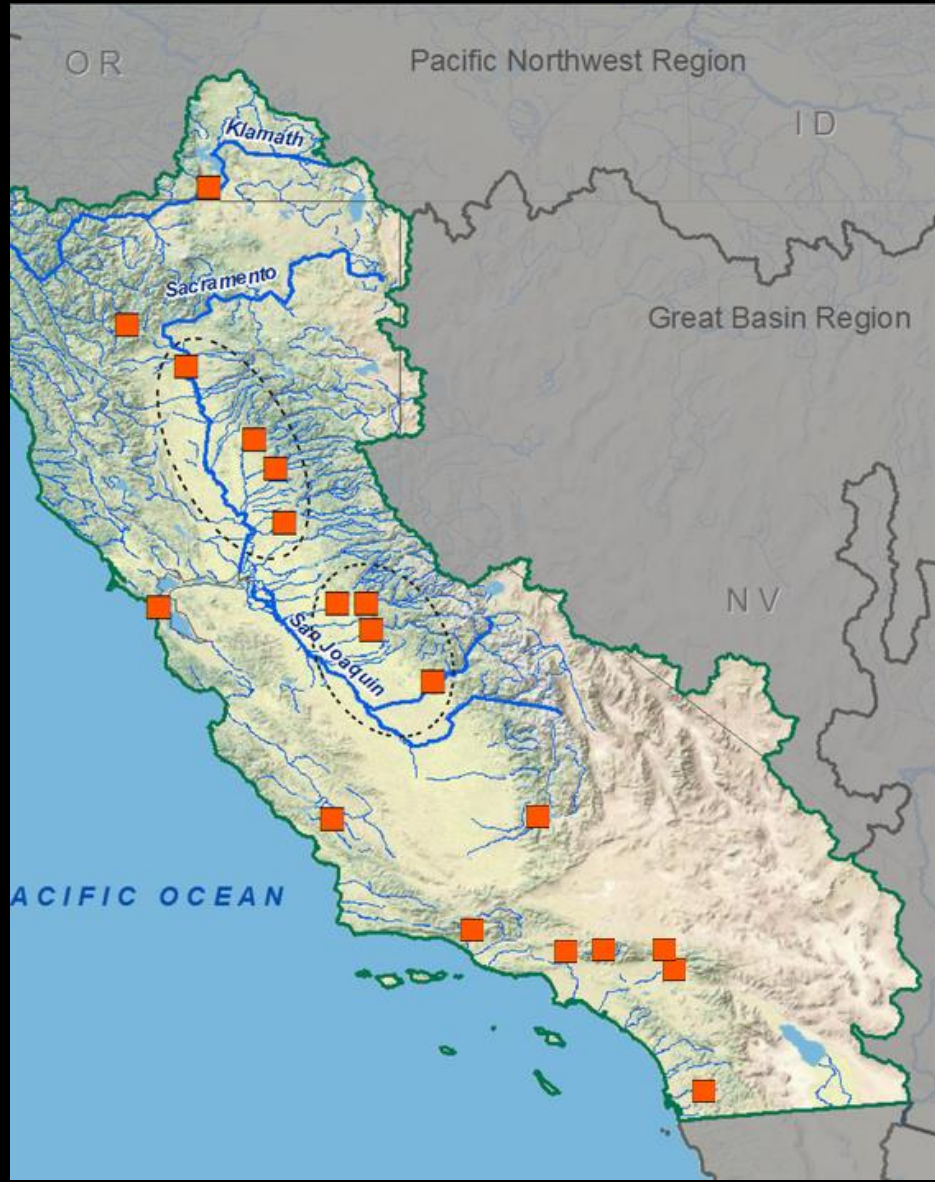 OR
Pacific Northwest Region
ID
Klamath
Sacramento
Great Basin Region
NV
San Joaquin
ACIFIC OCEAN